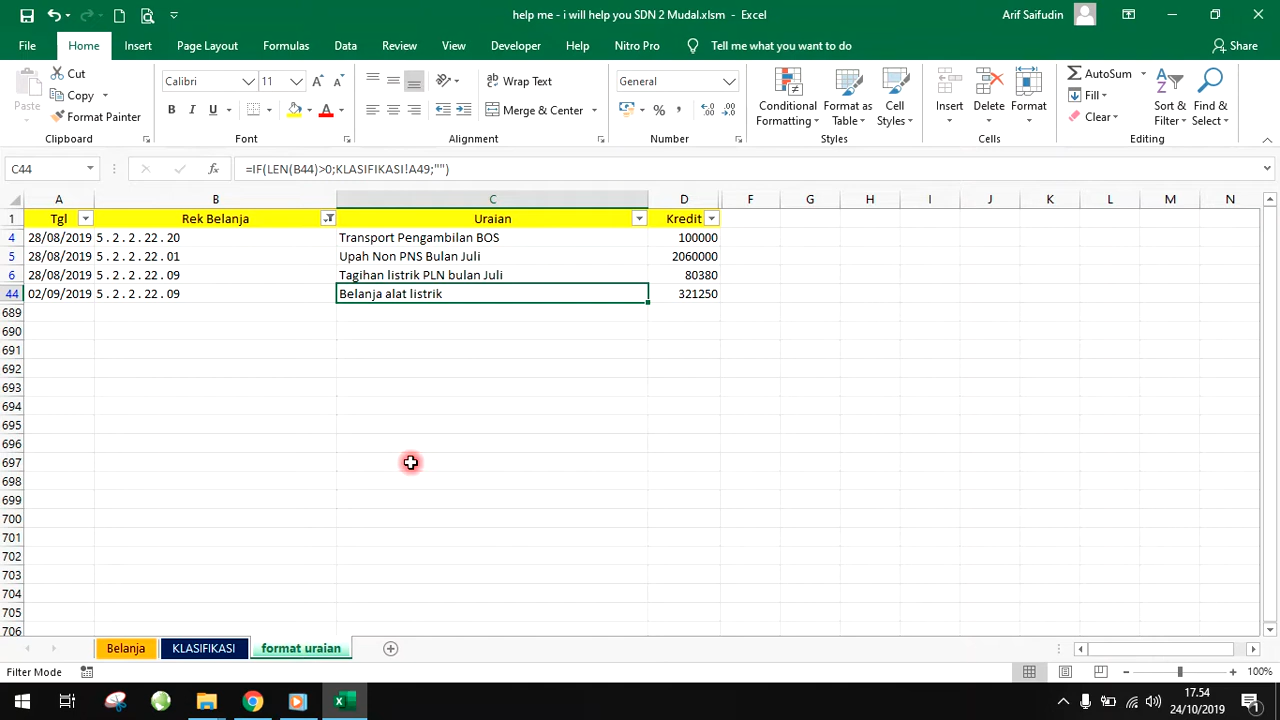 help me - i will help you SDN 2 Mudal.xlsm - Excel
Arif Saifudin
File Home Insert Page Layout Formulas Data Review View Developer Help Nitro Pro Tell me what you want to do Share
Paste
Cut
Copy
Format Painter
Clipboard
Calibri 11
B I U
Font
Wrap Text
Merge & Center
Alignment
General
%
Number
Conditional Formatting
Format as Table
Cell Styles
Styles
Insert
Delete
Format
Cells
AutoSum
Fill
Clear
Sort & Filter
Find & Select
Editing
C44 fx =IF(LEN(B44)>0;KLASIFIKASI!A49;"")
A B C D F G H I J K L M N
1 Tgl Rek Belanja Uraian Kredit
4 28/08/2019 5 . 2 . 2 . 22 . 20 Transport Pengambilan BOS 100000
5 28/08/2019 5 . 2 . 2 . 22 . 01 Upah Non PNS Bulan Juli 2060000
6 28/08/2019 5 . 2 . 2 . 22 . 09 Tagihan listrik PLN bulan Juli 80380
44 02/09/2019 5 . 2 . 2 . 22 . 09 Belanja alat listrik 321250
689
690
691
692
693
694
695
696
697
698
699
700
701
702
703
704
705
706
Belanja KLASIFIKASI format uraian
Filter Mode 100%
17.54
24/10/2019